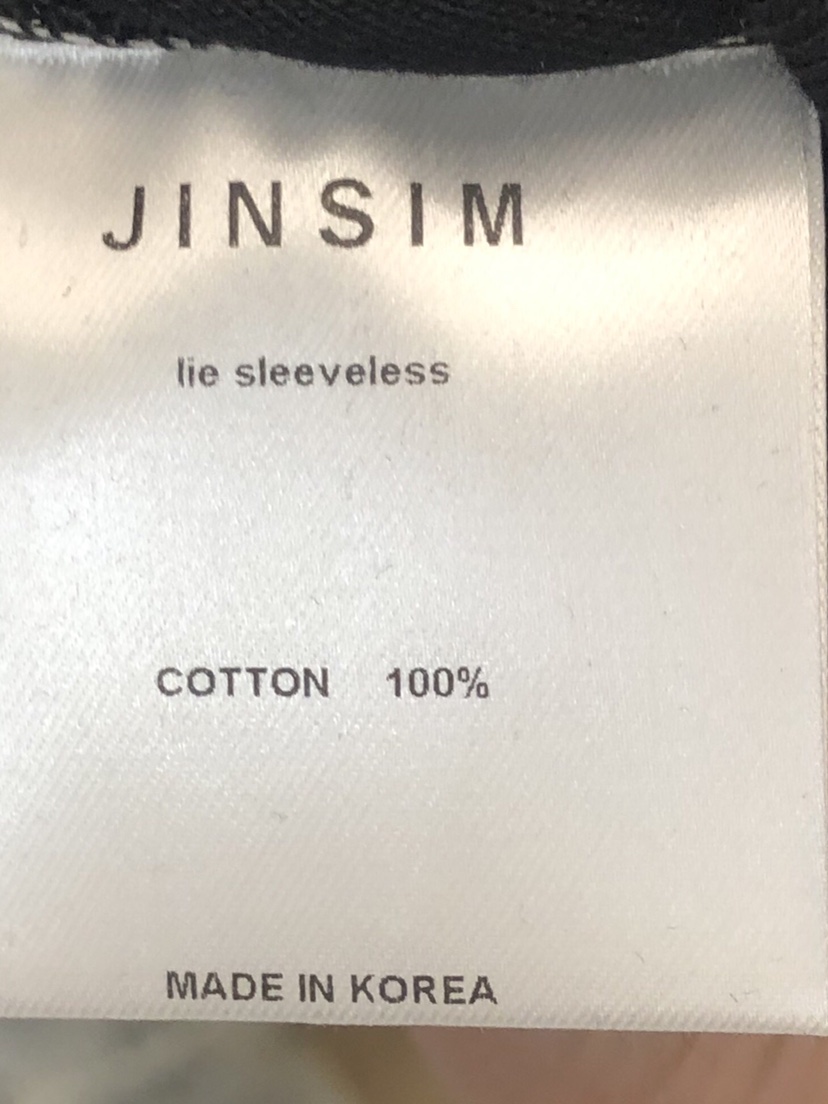 JINSIM
lie sleeveless
COTTON 100%
MADE IN KOREA